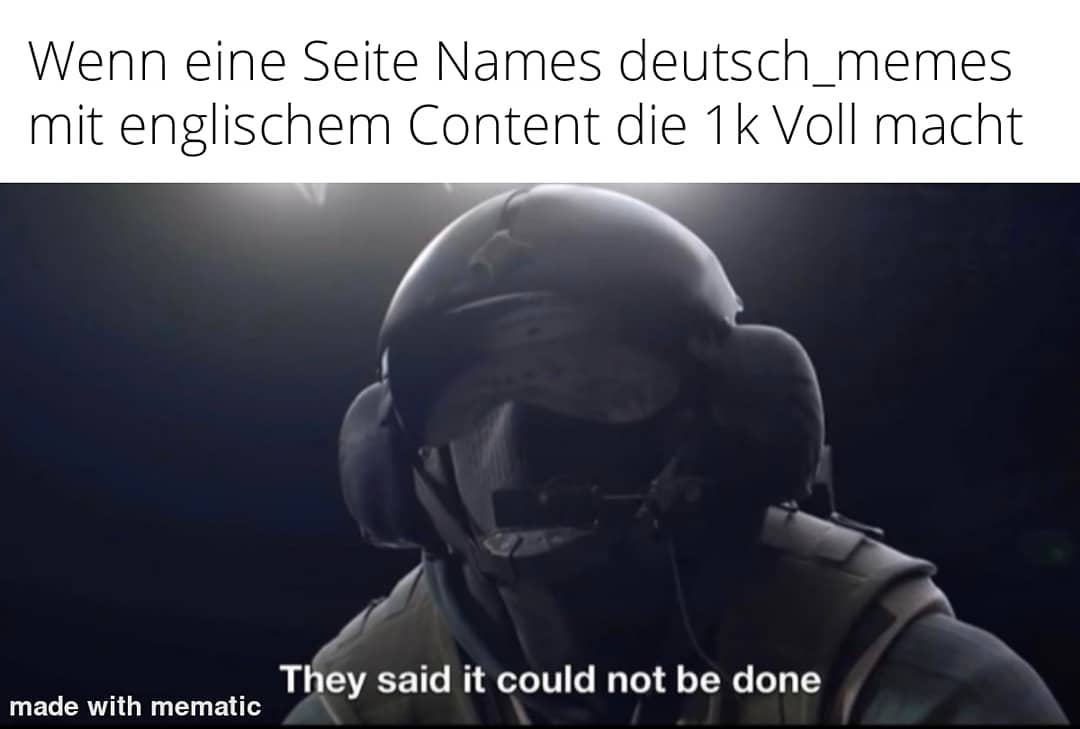 Wenn eine Seite Names deutsch_memes
mit englischem Content die 1k Voll macht
They said it could not be done
made with mematic